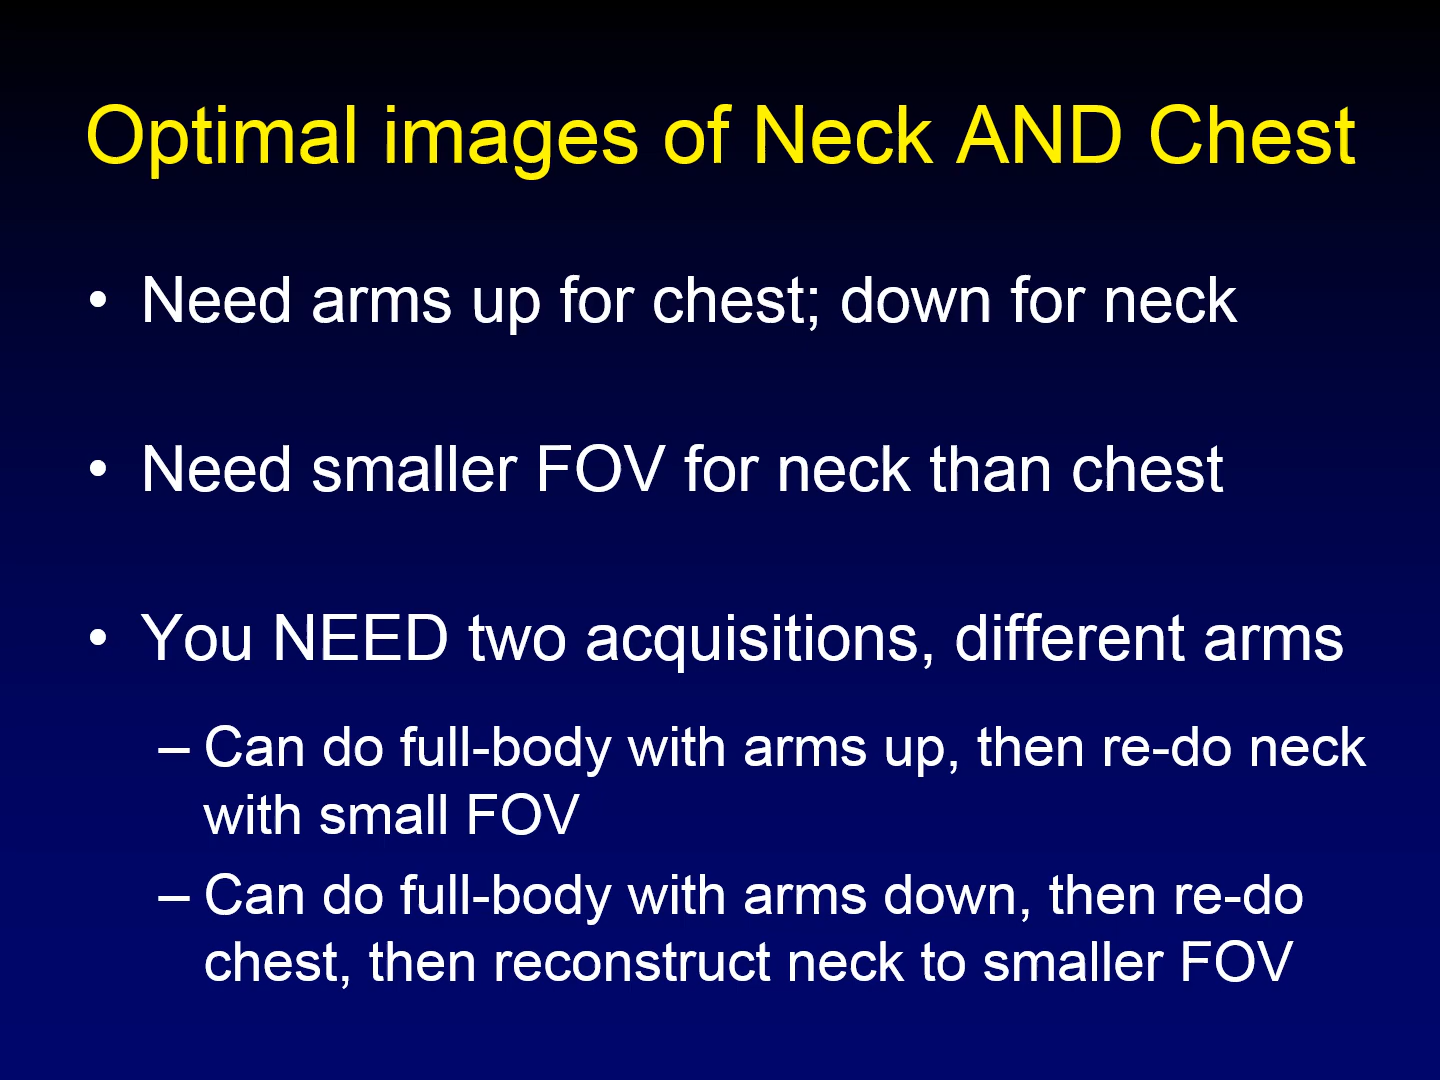 Optimal images of Neck AND Chest
• Need arms up for chest; down for neck
• Need smaller FOV for neck than chest
• You NEED two acquisitions, different arms
– Can do full-body with arms up, then re-do neck
with small FOV
– Can do full-body with arms down, then re-do
chest, then reconstruct neck to smaller FOV